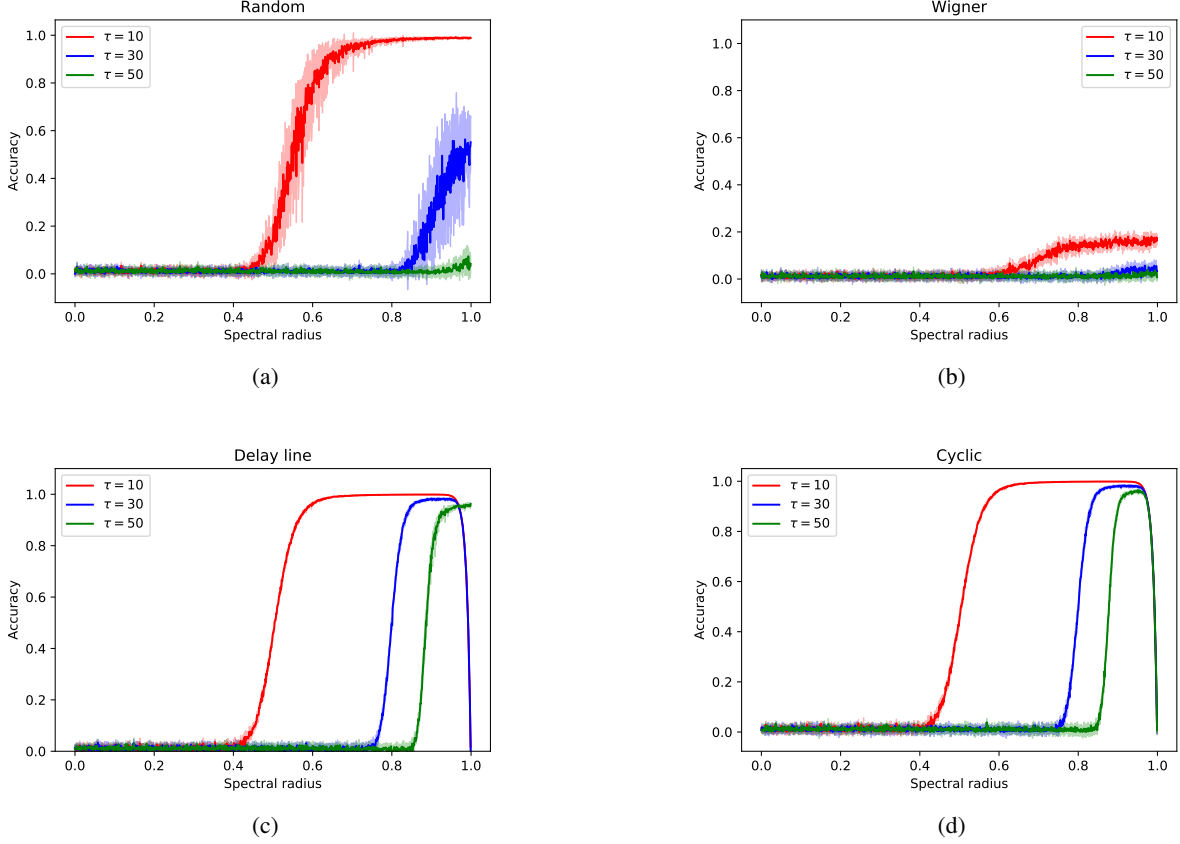 Random
Accuracy
1.0
0.8
0.6
0.4
0.2
0.0
τ = 10
τ = 30
τ = 50
0.0 0.2 0.4 0.6 0.8 1.0
Spectral radius
(a)
Wigner
Accuracy
1.0
0.8
0.6
0.4
0.2
0.0
τ = 10
τ = 30
τ = 50
0.0 0.2 0.4 0.6 0.8 1.0
Spectral radius
(b)
Delay line
Accuracy
1.0
0.8
0.6
0.4
0.2
0.0
τ = 10
τ = 30
τ = 50
0.0 0.2 0.4 0.6 0.8 1.0
Spectral radius
(c)
Cyclic
Accuracy
1.0
0.8
0.6
0.4
0.2
0.0
τ = 10
τ = 30
τ = 50
0.0 0.2 0.4 0.6 0.8 1.0
Spectral radius
(d)